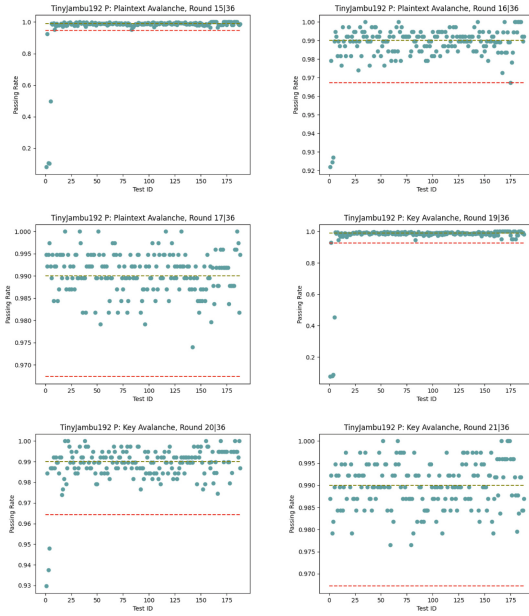 TinyJambu192 P: Plaintext Avalanche, Round 15|36
1.0
0.8
0.6
0.4
0.2
Passing Rate
0 25 50 75 100 125 150 175
Test ID
TinyJambu192 P: Plaintext Avalanche, Round 16|36
1.00
0.99
0.98
0.97
0.96
0.95
0.94
0.93
0.92
Passing Rate
0 25 50 75 100 125 150 175
Test ID
TinyJambu192 P: Plaintext Avalanche, Round 17|36
1.000
0.995
0.990
0.985
0.980
0.975
0.970
Passing Rate
0 25 50 75 100 125 150 175
Test ID
TinyJambu192 P: Key Avalanche, Round 19|36
1.0
0.8
0.6
0.4
0.2
Passing Rate
0 25 50 75 100 125 150 175
Test ID
TinyJambu192 P: Key Avalanche, Round 20|36
1.00
0.99
0.98
0.97
0.96
0.95
0.94
0.93
Passing Rate
0 25 50 75 100 125 150 175
Test ID
TinyJambu192 P: Key Avalanche, Round 21|36
1.000
0.995
0.990
0.985
0.980
0.975
0.970
Passing Rate
0 25 50 75 100 125 150 175
Test ID